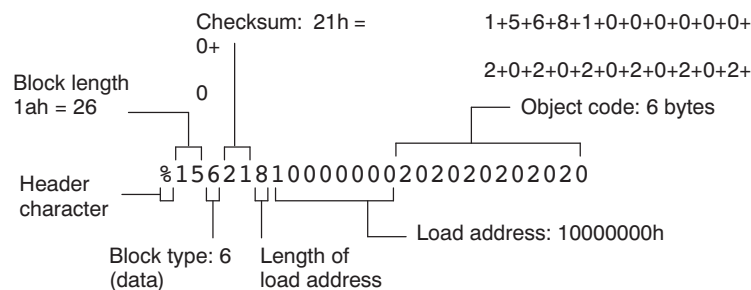 Checksum: 21h = 1+5+6+8+1+0+0+0+0+0+0+
0+
2+0+2+0+2+0+2+0+2+0+2+
0
Block length
1ah = 26
Object code: 6 bytes
%15621810000000202020202020
Header
character
Load address: 10000000h
Block type: 6
(data)
Length of
load address